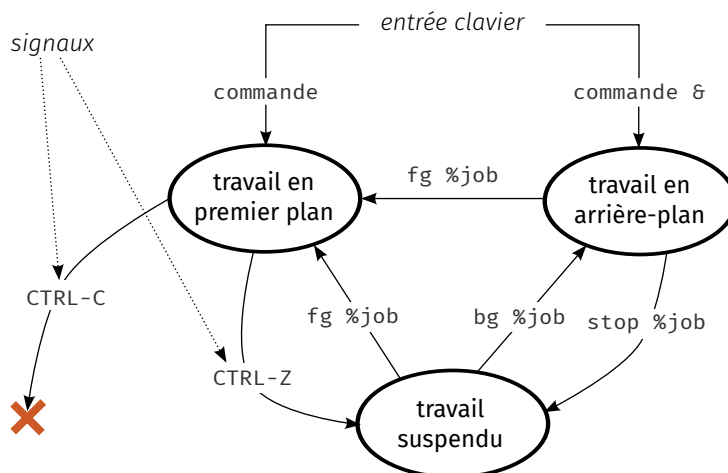 entrée clavier
signaux
commande
commande &
travail en
premier plan
fg %job
travail en
arrière-plan
CTRL-C
fg %job
bg %job
stop %job
CTRL-Z
travail
suspendu